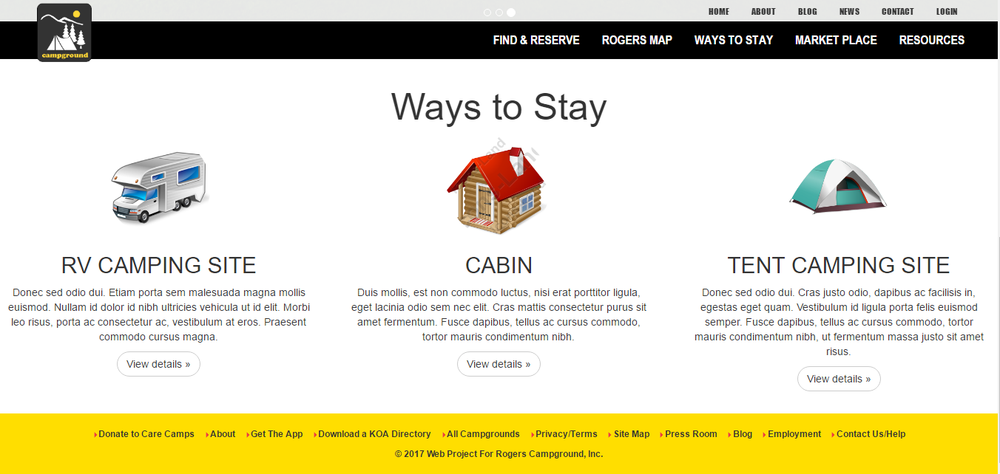 HOME ABOUT BLOG NEWS CONTACT LOGIN
campground
FIND & RESERVE ROGERS MAP WAYS TO STAY MARKET PLACE RESOURCES
Ways to Stay
Land
RV CAMPING SITE
Donec sed odio dui. Etiam porta sem malesuada magna mollis
euismod. Nullam id dolor id nibh ultricies vehicula ut id elit. Morbi
leo risus, porta ac consectetur ac, vestibulum at eros. Praesent
commodo cursus magna.
View details »
CABIN
Duis mollis, est non commodo luctus, nisi erat porttitor ligula,
eget lacinia odio sem nec elit. Cras mattis consectetur purus sit
amet fermentum. Fusce dapibus, tellus ac cursus commodo,
tortor mauris condimentum nibh.
View details »
TENT CAMPING SITE
Donec sed odio dui. Cras justo odio, dapibus ac facilisis in,
egestas eget quam. Vestibulum id ligula porta felis euismod
semper. Fusce dapibus, tellus ac cursus commodo, tortor
mauris condimentum nibh, ut fermentum massa justo sit amet
risus.
View details »
Donate to Care Camps About Get The App Download a KOA Directory All Campgrounds Privacy/Terms Site Map Press Room Blog Employment Contact Us/Help
© 2017 Web Project For Rogers Campground, Inc.